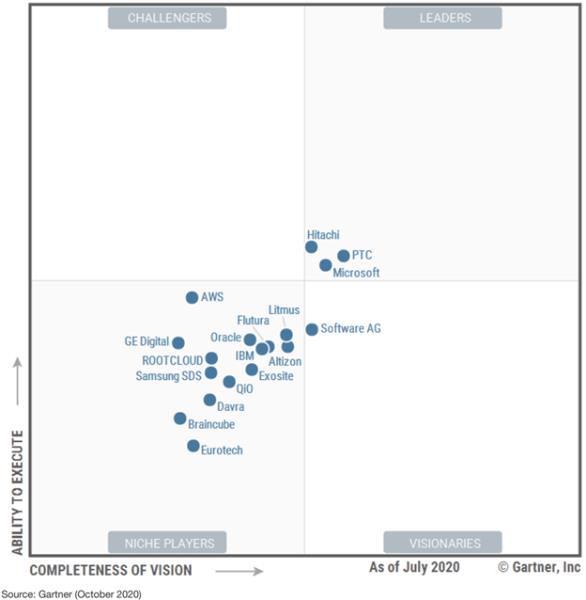 CHALLENGERS
LEADERS
Hitachi
PTC
Microsoft
AWS
Litmus
Flutura
Software AG
Oracle
GE Digital
IBM
Altizon
ROOTCLOUD
Samsung SDS
Exosite
QiO
Davra
Braincube
Eurotech
ABILITY TO EXECUTE
NICHE PLAYERS
VISIONARIES
COMPLETENESS OF VISION
As of July 2020
© Gartner, Inc
Source: Gartner (October 2020)